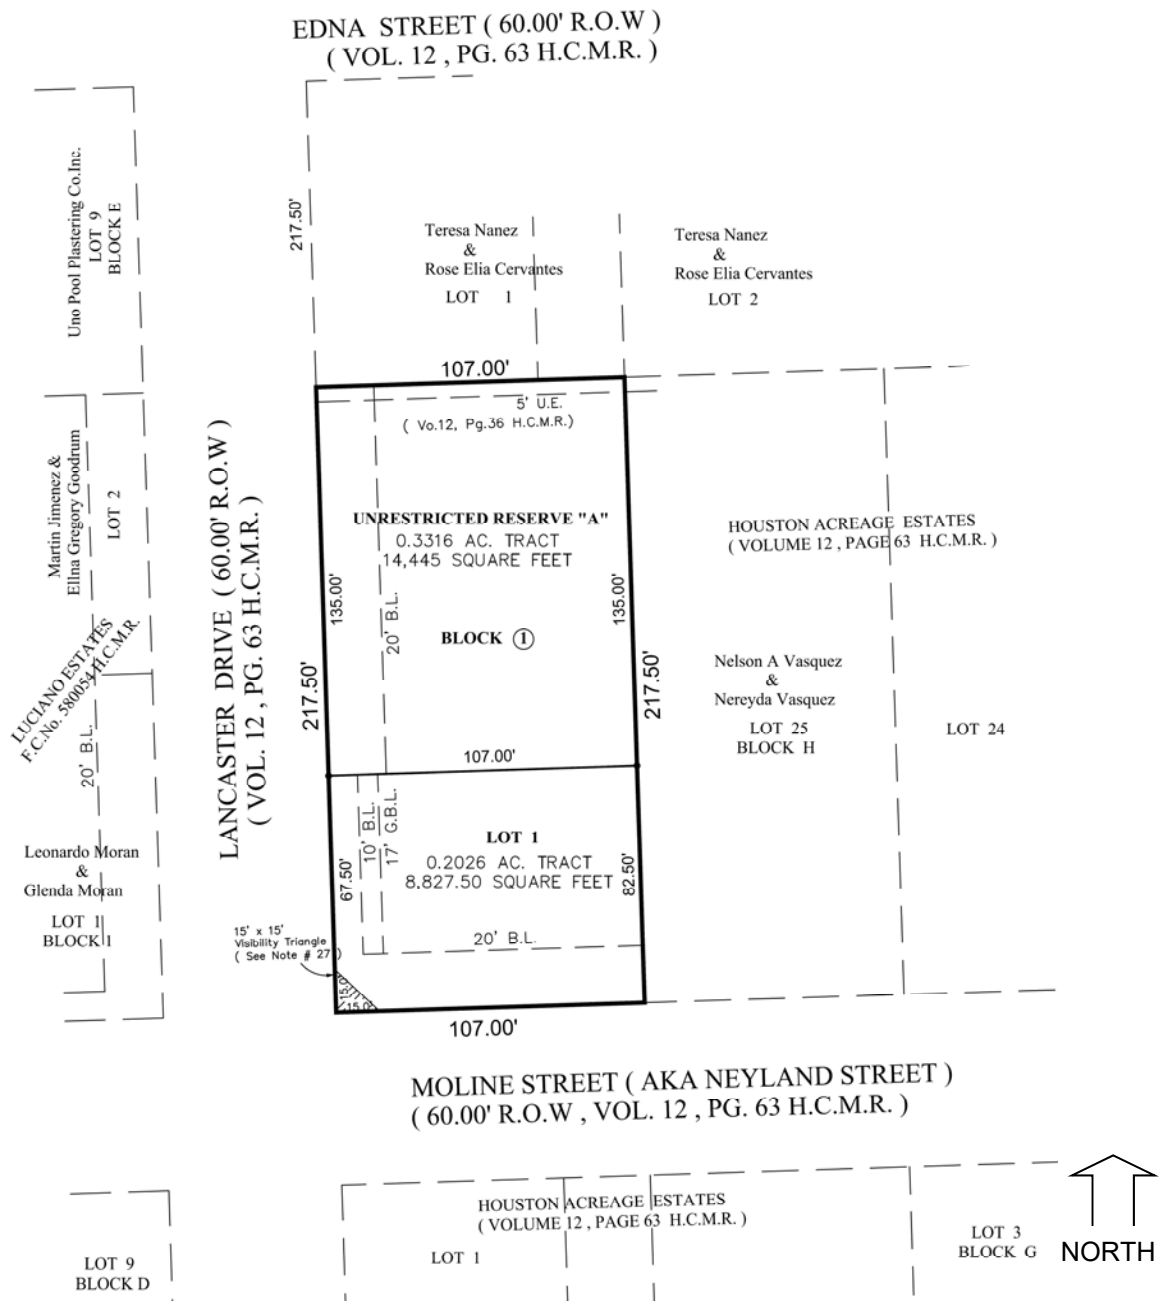 EDNA STREET ( 60.00' R.O.W )
( VOL. 12 , PG. 63 H.C.M.R. )
Uno Pool Plastering Co.Inc.
LOT 9
BLOCK E
217.50'
Teresa Nanez
&
Rose Elia Cervantes
LOT 1
Teresa Nanez
&
Rose Elia Cervantes
LOT 2
107.00'
5' U.E.
( Vo.12, Pg.36 H.C.M.R.)
Martin Jimenez &
Ellna Gregory Goodrum
LOT 2
LANCASTER DRIVE ( 60.00' R.O.W )
( VOL. 12 , PG. 63 H.C.M.R. )
UNRESTRICTED RESERVE "A"
0.3316 AC. TRACT
14,445 SQUARE FEET
135.00'
20' B.L.
135.00'
BLOCK 1
HOUSTON ACREAGE ESTATES
( VOLUME 12 , PAGE 63 H.C.M.R. )
LUCIANO ESTATES
F.C.No. 580054 H.C.M.R.
20' B.L.
217.50'
217.50'
Nelson A Vasquez
&
Nereyda Vasquez
LOT 25
BLOCK H
LOT 24
107.00'
10' B.L.
17' G.B.L.
LOT 1
0.2026 AC. TRACT
8.827.50 SQUARE FEET
67.50'
82.50'
Leonardo Moran
&
Glenda Moran
LOT 1
BLOCK 1
20' B.L.
15' x 15'
Visibility Triangle
( See Note # 27 )
15.0'
15.0'
107.00'
MOLINE STREET ( AKA NEYLAND STREET )
( 60.00' R.O.W , VOL. 12 , PG. 63 H.C.M.R. )
HOUSTON ACREAGE ESTATES
( VOLUME 12 , PAGE 63 H.C.M.R. )
LOT 9
BLOCK D
LOT 1
LOT 3
BLOCK G
NORTH